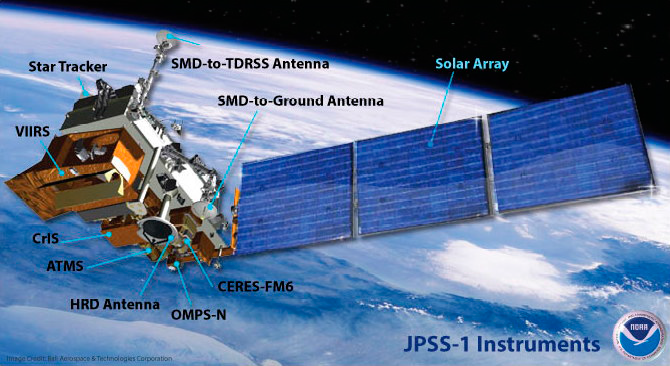 SMD-to-TDRSS Antenna
Star Tracker
Solar Array
SMD-to-Ground Antenna
VIIRS
CrIS
ATMS
CERES-FM6
HRD Antenna
OMPS-N
JPSS-1 Instruments
NOAA
Image Credit: Ball Aerospace & Technologies Corporation